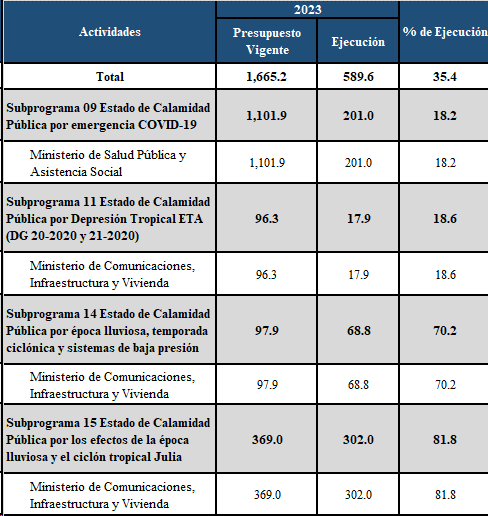 Actividades
2023
% de Ejecución
Presupuesto
Vigente
Ejecución
Total 1,665.2 589.6 35.4
Subprograma 09 Estado de Calamidad
Pública por emergencia COVID-19
1,101.9 201.0 18.2
Ministerio de Salud Pública y
Asistencia Social
1,101.9 201.0 18.2
Subprograma 11 Estado de Calamidad
Pública por Depresión Tropical ETA
(DG 20-2020 y 21-2020)
96.3 17.9 18.6
Ministerio de Comunicaciones,
Infraestructura y Vivienda
96.3 17.9 18.6
Subprograma 14 Estado de Calamidad
Pública por época lluviosa, temporada
ciclónica y sistemas de baja presión
97.9 68.8 70.2
Ministerio de Comunicaciones,
Infraestructura y Vivienda
97.9 68.8 70.2
Subprograma 15 Estado de Calamidad
Pública por los efectos de la época
lluviosa y el ciclón tropical Julia
369.0 302.0 81.8
Ministerio de Comunicaciones,
Infraestructura y Vivienda
369.0 302.0 81.8